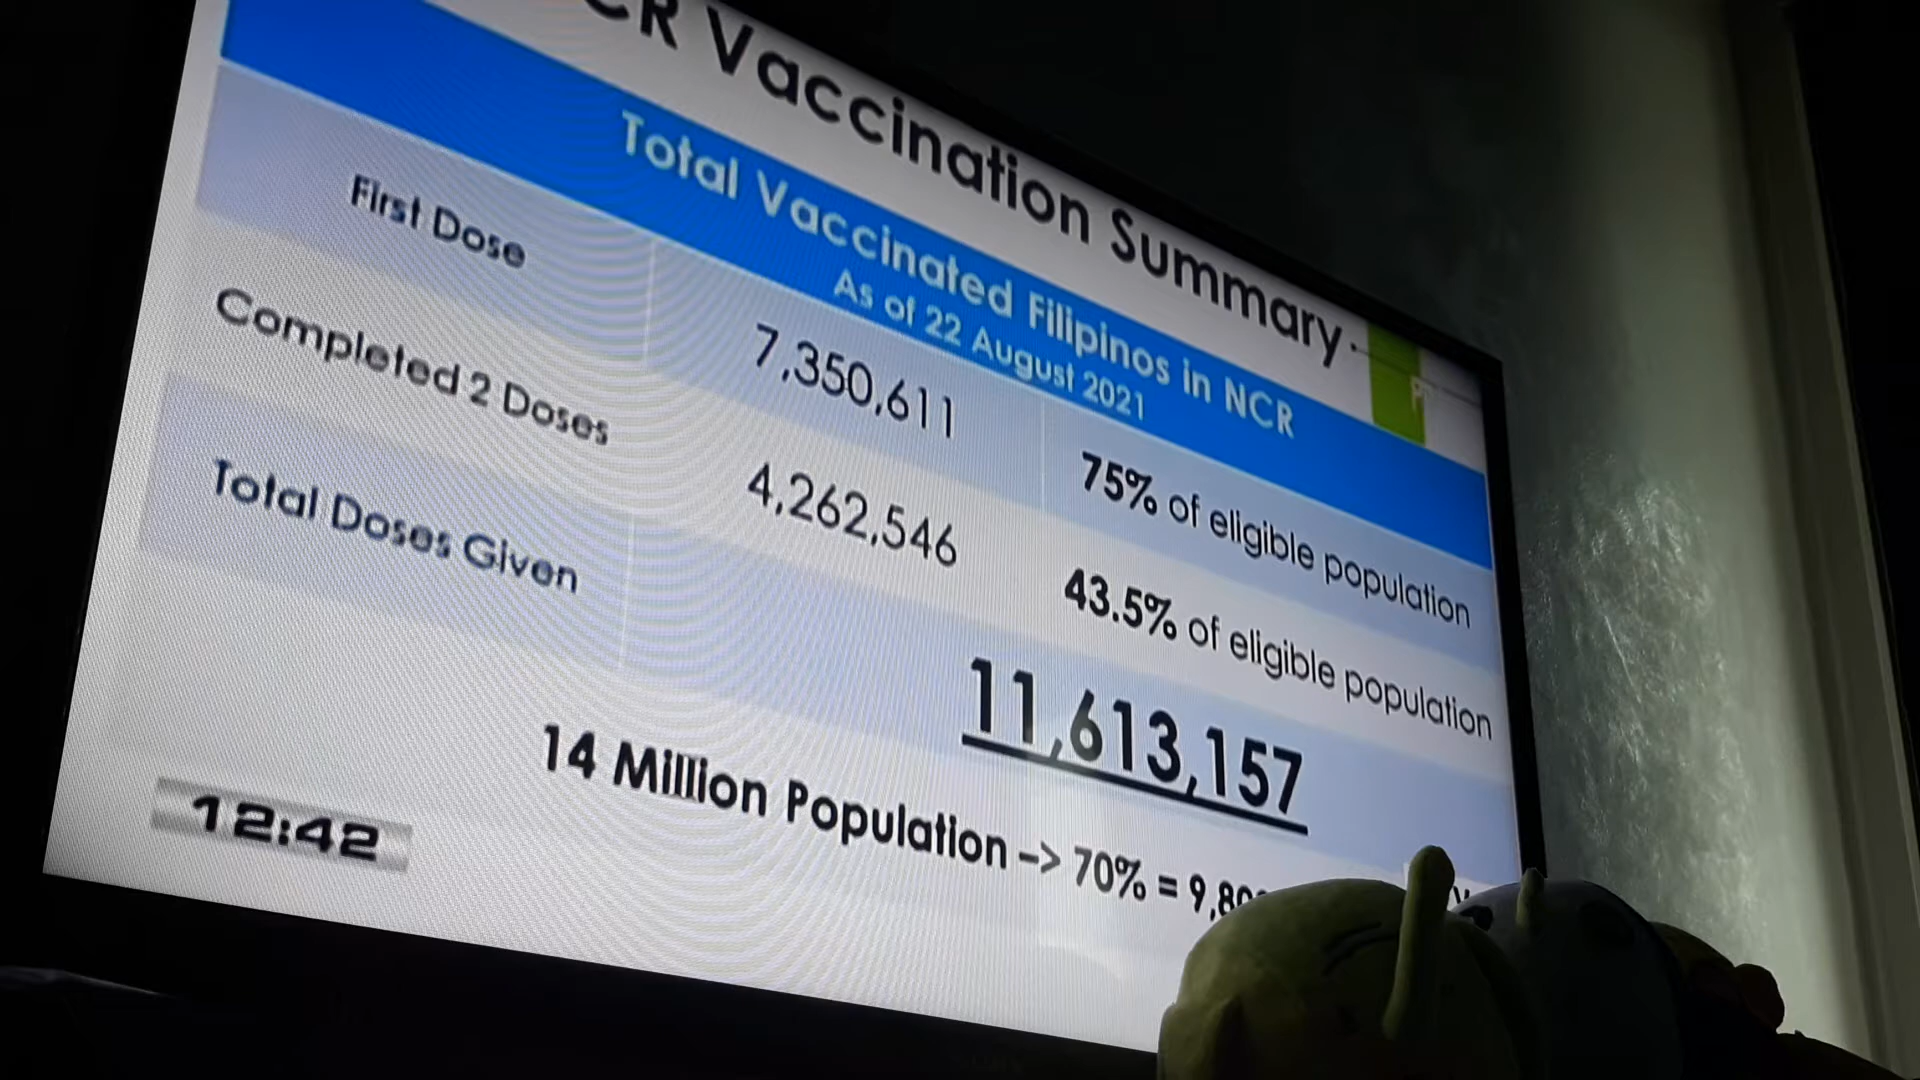 Vaccination Summary
Total Vaccinated Filipinos in NCR
As of 22 August 2021
First Dose 7,350,611 75% of eligible population
Completed 2 Doses 4,262,546 43.5% of eligible population
Total Doses Given 11,613,157
14 Million Population -> 70% =
12:42